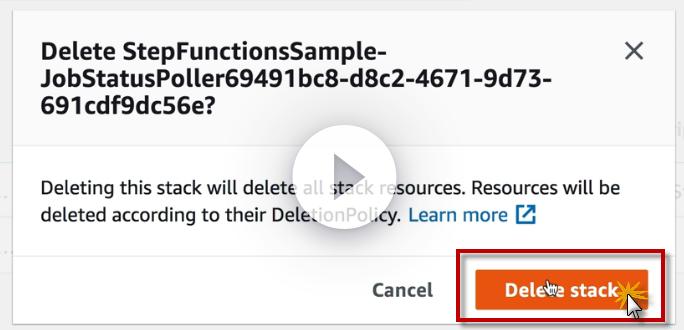 Delete StepFunctionsSample-
JobStatusPoller69491bc8-d8c2-4671-9d73-
691cdf9dc56e?
Deleting this stack will delete all stack resources. Resources will be
deleted according to their DeletionPolicy. Learn more
Cancel
Delete stack